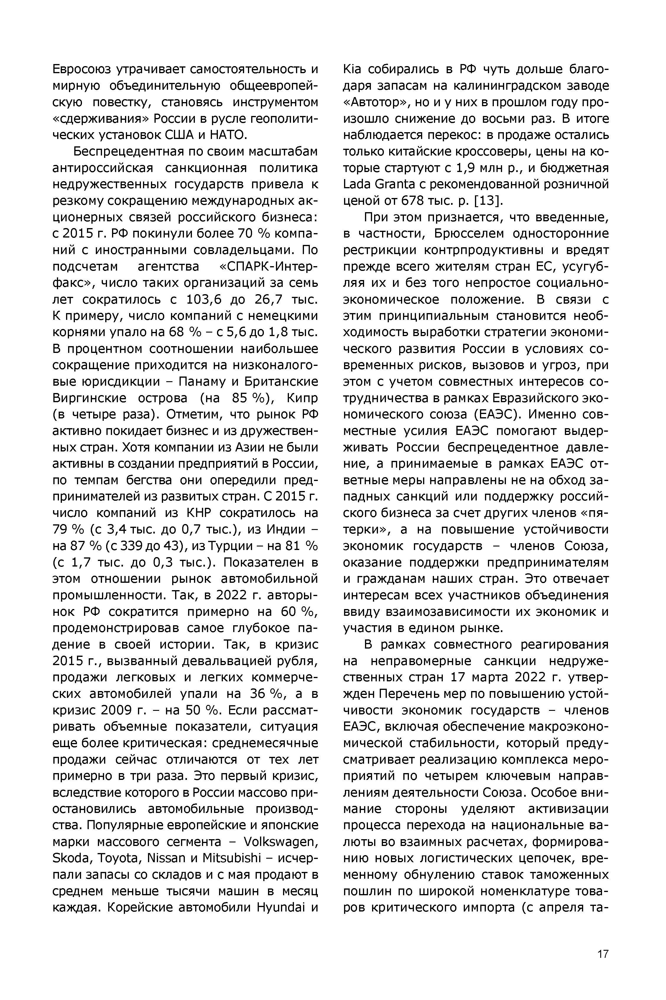 Евросоюз утрачивает самостоятельность и
мирную объединительную общеевропей-
скую повестку, становясь инструментом
«сдерживания» России в русле геополити-
ческих установок США и НАТО.
Беспрецедентная по своим масштабам
антироссийская санкционная политика
недружественных государств привела к
резкому сокращению международных ак-
ционерных связей российского бизнеса:
с 2015 г. РФ покинули более 70 % компа-
ний с иностранными совладельцами. По
подсчетам агентства «СПАРК-Интер-
факс», число таких организаций за семь
лет сократилось с 103,6 до 26,7 тыс.
К примеру, число компаний с немецкими
корнями упало на 68 % – с 5,6 до 1,8 тыс.
В процентном соотношении наибольшее
сокращение приходится на низконалого-
вые юрисдикции – Панаму и Британские
Виргинские острова (на 85 %), Кипр
(в четыре раза). Отметим, что рынок РФ
активно покидает бизнес и из дружествен-
ных стран. Хотя компании из Азии не были
активны в создании предприятий в России,
по темпам бегства они опередили пред-
принимателей из развитых стран. С 2015 г.
число компаний из КНР сократилось на
79 % (с 3,4 тыс. до 0,7 тыс.), из Индии –
на 87 % (с 339 до 43), из Турции – на 81 %
(с 1,7 тыс. до 0,3 тыс.). Показателен в
этом отношении рынок автомобильной
промышленности. Так, в 2022 г. авторы-
нок РФ сократится примерно на 60 %,
продемонстрировав самое глубокое па-
дение в своей истории. Так, в кризис
2015 г., вызванный девальвацией рубля,
продажи легковых и легких коммерче-
ских автомобилей упали на 36 %, а в
кризис 2009 г. – на 50 %. Если рассмат-
ривать объемные показатели, ситуация
еще более критическая: среднемесячные
продажи сейчас отличаются от тех лет
примерно в три раза. Это первый кризис,
вследствие которого в России массово при-
остановились автомобильные производ-
ства. Популярные европейские и японские
марки массового сегмента – Volkswagen,
Skoda, Toyota, Nissan и Mitsubishi – исчер-
пали запасы со складов и с мая продают в
среднем меньше тысячи машин в месяц
каждая. Корейские автомобили Hyundai и
Kia собирались в РФ чуть дольше благо-
даря запасам на калининградском заводе
«Автотор», но и у них в прошлом году про-
изошло снижение до восьми раз. В итоге
наблюдается перекос: в продаже остались
только китайские кроссоверы, цены на ко-
торые стартуют с 1,9 млн р., и бюджетная
Lada Granta с рекомендованной розничной
ценой от 678 тыс. р. [13].
При этом признается, что введенные,
в частности, Брюсселем односторонние
рестрикции контрпродуктивны и вредят
прежде всего жителям стран ЕС, усугуб-
ляя их и без того непростое социально-
экономическое положение. В связи с
этим принципиальным становится необ-
ходимость выработки стратегии экономи-
ческого развития России в условиях со-
временных рисков, вызовов и угроз, при
этом с учетом совместных интересов со-
трудничества в рамках Евразийского эко-
номического союза (ЕАЭС). Именно сов-
местные усилия ЕАЭС помогают выдер-
живать России беспрецедентное давле-
ние, а принимаемые в рамках ЕАЭС от-
ветные меры направлены не на обход за-
падных санкций или поддержку россий-
ского бизнеса за счет других членов «пя-
терки», а на повышение устойчивости
экономик государств – членов Союза,
оказание поддержки предпринимателям
и гражданам наших стран. Это отвечает
интересам всех участников объединения
ввиду взаимозависимости их экономик и
участия в едином рынке.
В рамках совместного реагирования
на неправомерные санкции недруже-
ственных стран 17 марта 2022 г. утвер-
жден Перечень мер по повышению устой-
чивости экономик государств – членов
ЕАЭС, включая обеспечение макроэконо-
мической стабильности, который преду-
сматривает реализацию комплекса меро-
приятий по четырем ключевым направ-
лениям деятельности Союза. Особое вни-
мание стороны уделяют активизации
процесса перехода на национальные ва-
люты во взаимных расчетах, формирова-
нию новых логистических цепочек, вре-
менному обнулению ставок таможенных
пошлин по широкой номенклатуре това-
ров критического импорта (с апреля та-
17